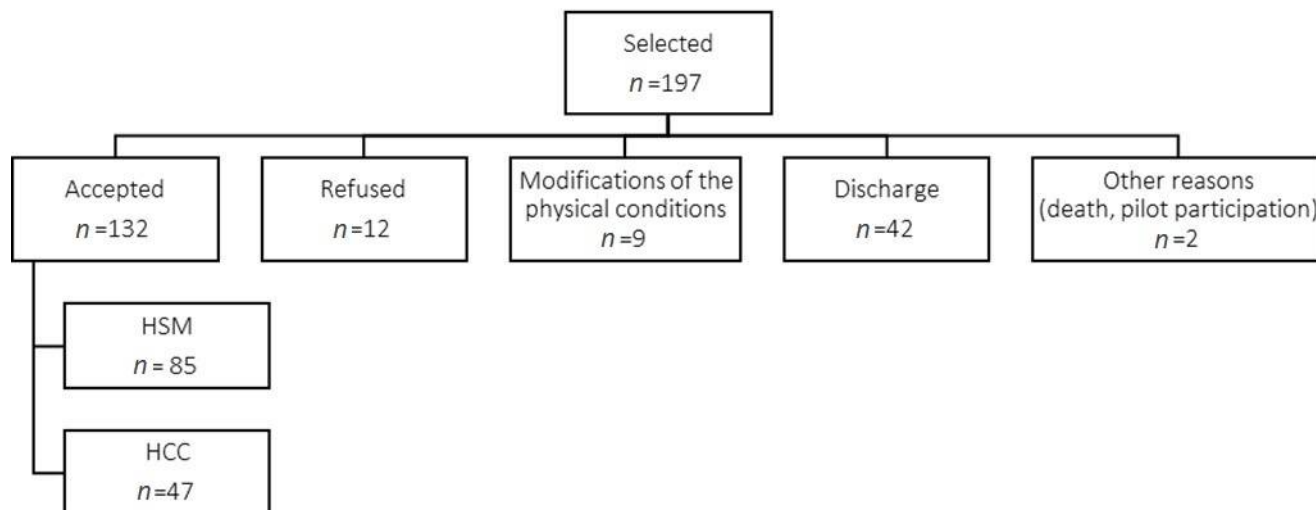 Selected
n=197
Accepted
n=132
Refused
n=12
Modifications of the
physical conditions
n=9
Discharge
n=42
Other reasons
(death, pilot participation)
n=2
HSM
n= 85
HCC
n=47